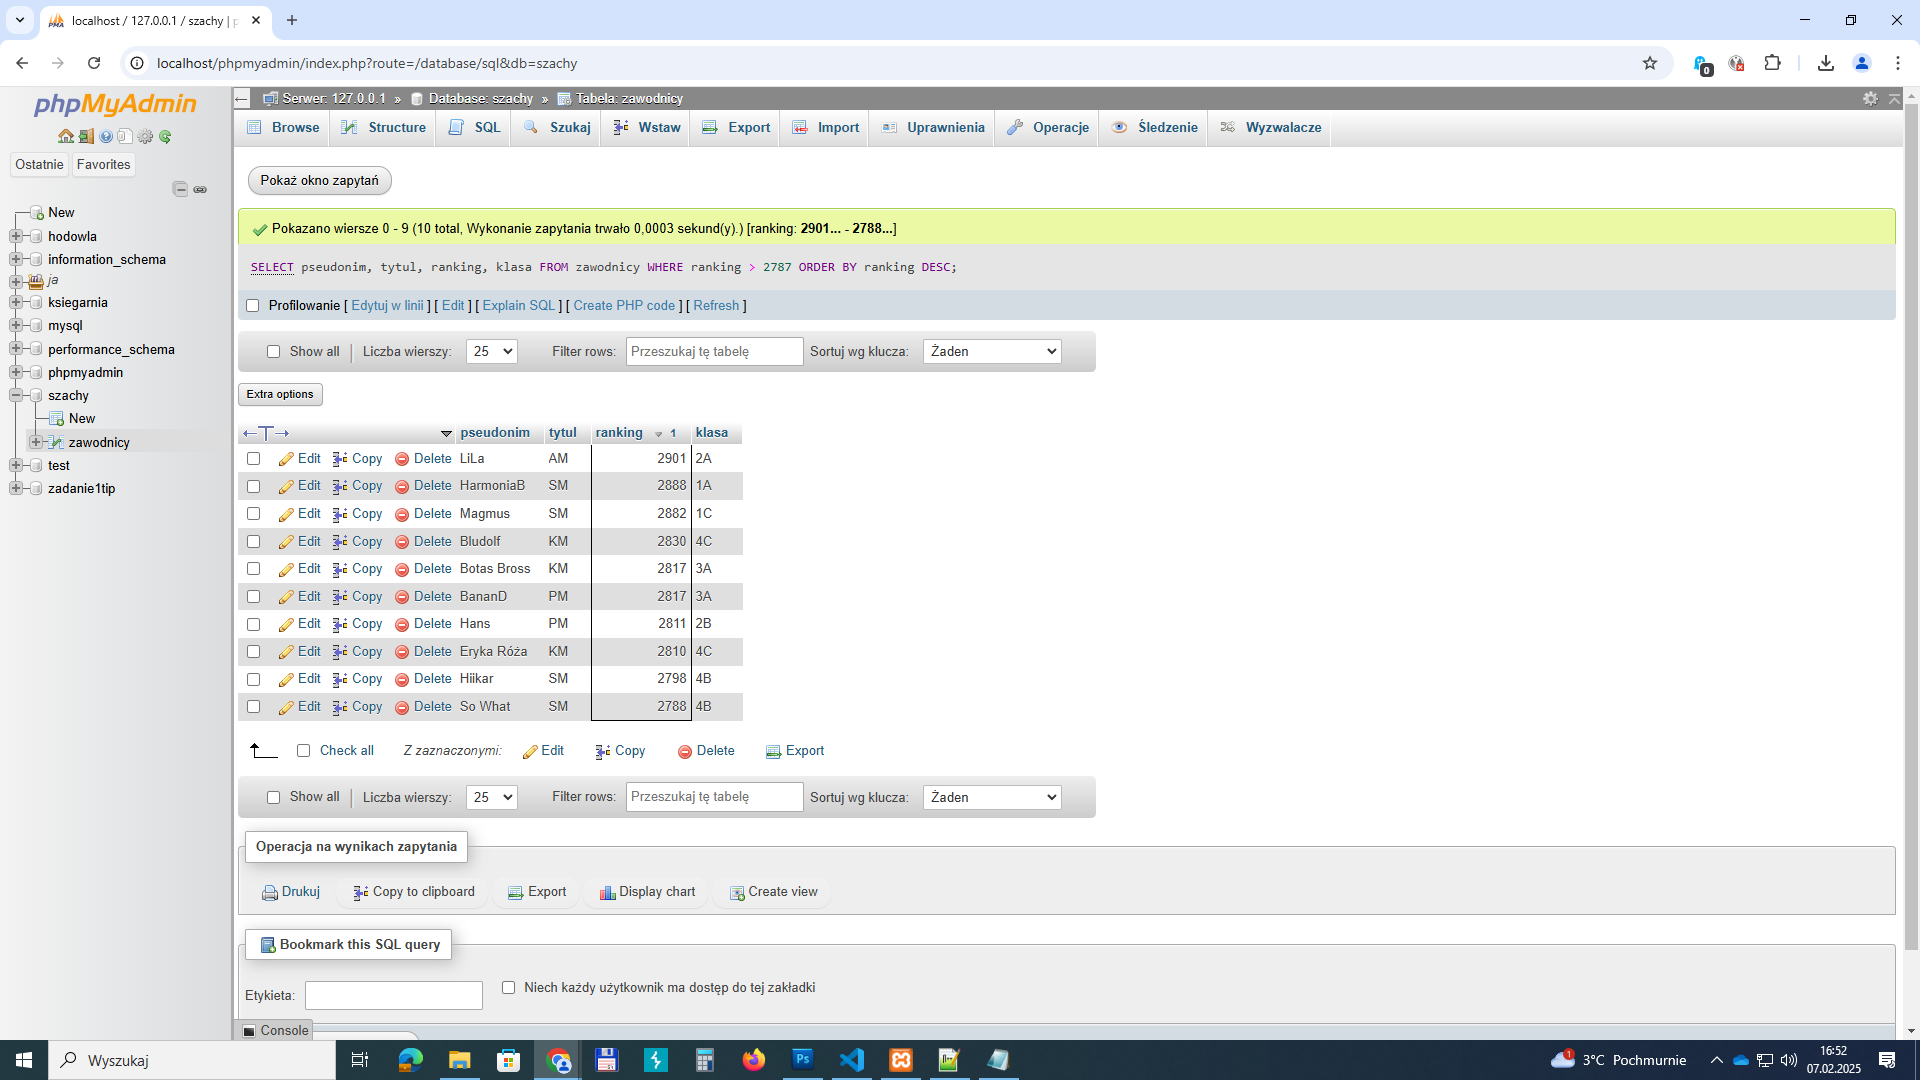 localhost / 127.0.0.1 / szachy | p
localhost/phpmyadmin/index.php?route=/database/sql&db=szachy
0
phpMyAdmin
Ostatnie Favorites
New
hodowla
information_schema
ja
ksiegarnia
mysql
performance_schema
phpmyadmin
szachy
New
zawodnicy
test
zadanie1tip
Serwer: 127.0.0.1 » Database: szachy » Tabela: zawodnicy
Browse Structure SQL Szukaj Wstaw Export Import Uprawnienia Operacje Śledzenie Wyzwalacze
Pokaż okno zapytań
Pokazano wiersze 0 - 9 (10 total, Wykonanie zapytania trwało 0,0003 sekund(y).) [ranking: 2901... - 2788...]
SELECT pseudonim, tytul, ranking, klasa FROM zawodnicy WHERE ranking > 2787 ORDER BY ranking DESC;
Profilowanie [ Edytuj w linii ] [ Edit ] [ Explain SQL ] [ Create PHP code ] [ Refresh ]
Show all Liczba wierszy: 25 Filter rows: Przeszukaj tę tabelę Sortuj wg klucza: Żaden
Extra options
pseudonim tytul ranking 1 klasa
Edit Copy Delete LiLa AM 2901 2A
Edit Copy Delete HarmoniaB SM 2888 1A
Edit Copy Delete Magmus SM 2882 1C
Edit Copy Delete Bludolf KM 2830 4C
Edit Copy Delete Botas Bross KM 2817 3A
Edit Copy Delete BananD PM 2817 3A
Edit Copy Delete Hans PM 2811 2B
Edit Copy Delete Eryka Róża KM 2810 4C
Edit Copy Delete Hiikar SM 2798 4B
Edit Copy Delete So What SM 2788 4B
Check all Z zaznaczonymi: Edit Copy Delete Export
Show all Liczba wierszy: 25 Filter rows: Przeszukaj tę tabelę Sortuj wg klucza: Żaden
Operacja na wynikach zapytania
Drukuj Copy to clipboard Export Display chart Create view
Bookmark this SQL query
Etykieta: Niech każdy użytkownik ma dostęp do tej zakładki
Console
Wyszukaj
Ps
1
3°C Pochmurnie
16:52
07.02.2025